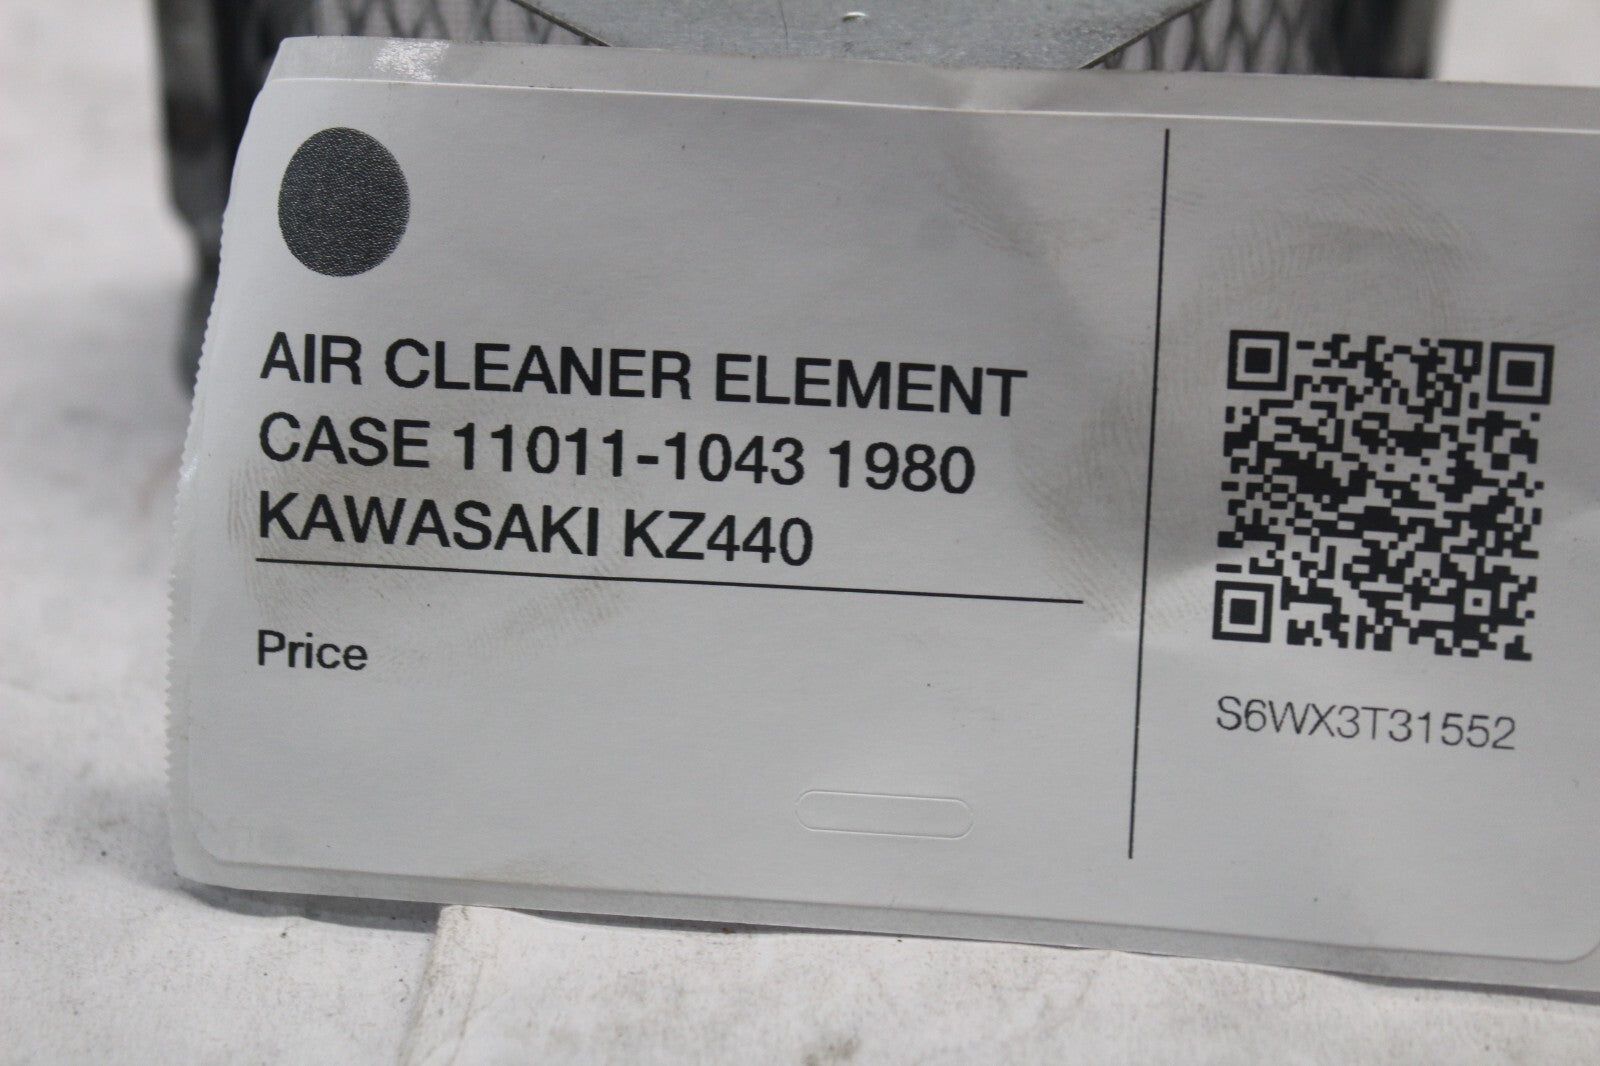 AIR CLEANER ELEMENT
CASE 11011-1043 1980
KAWASAKI KZ440
Price
S6WX3T31552